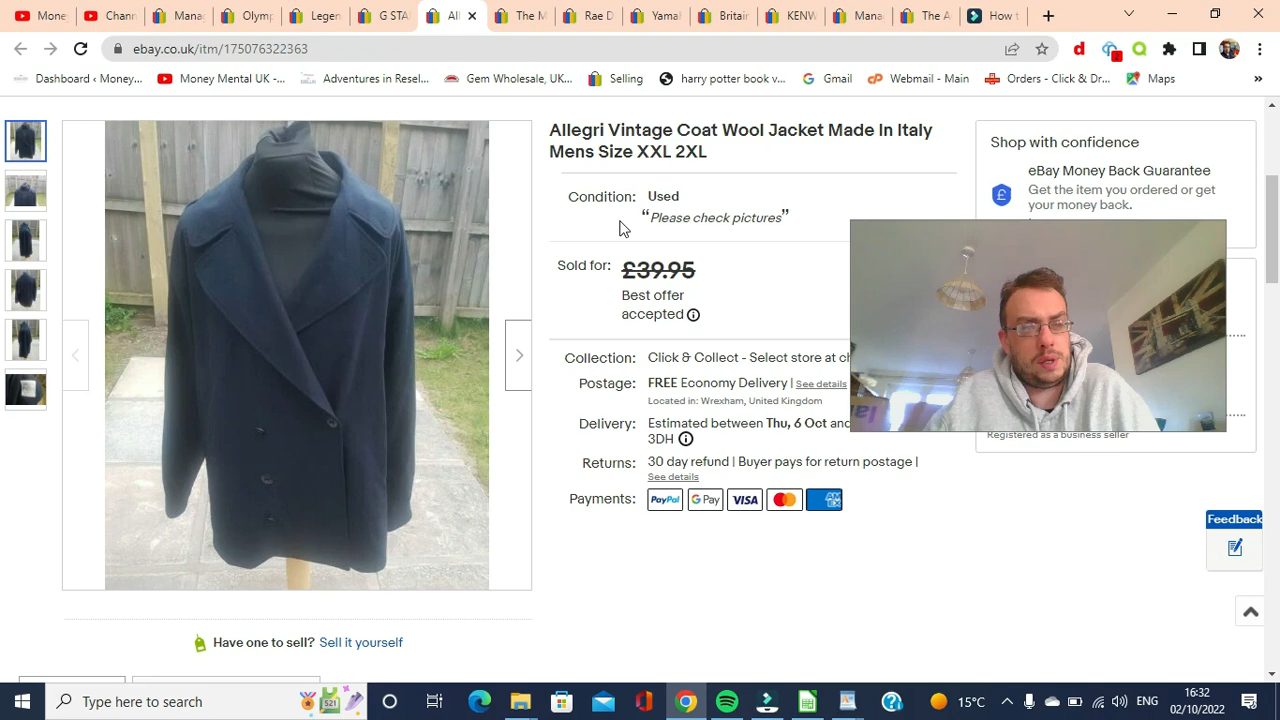 Mone
Chann
Manag
Olymp
Legen
G STA
All
The M
Rae D
Yamal
Britair
KENW
Mana
The A
How t
ebay.co.uk/itm/175076322363
2
Dashboard ‹ Money...
Money Mental UK -...
Adventures in Resel...
Gem Wholesale, UK...
Selling
harry potter book v...
Gmail
Webmail - Main
Orders - Click & Dr...
Maps
»
Allegri Vintage Coat Wool Jacket Made In Italy
Mens Size XXL 2XL
Condition: Used
“Please check pictures”
Sold for: £39.95
Best offer
accepted
Collection: Click & Collect - Select store at ch
Postage: FREE Economy Delivery | See details
Located in: Wrexham, United Kingdom
Delivery: Estimated between Thu, 6 Oct and
3DH
Returns: 30 day refund | Buyer pays for return postage |
See details
Payments: PayPal G Pay VISA AM EX
Shop with confidence
eBay Money Back Guarantee
Get the item you ordered or get
your money back.
Registered as a business seller
Feedback
Have one to sell? Sell it yourself
Type here to search
15°C
ENG
16:32
02/10/2022